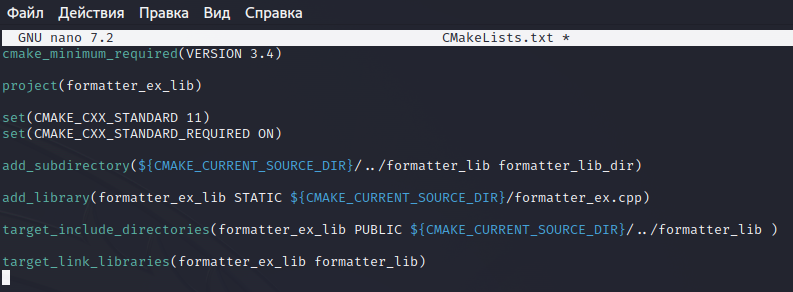 Файл Действия Правка Вид Справка
GNU nano 7.2 CMakeLists.txt *
cmake_minimum_required(VERSION 3.4)
project(formatter_ex_lib)
set(CMAKE_CXX_STANDARD 11)
set(CMAKE_CXX_STANDARD_REQUIRED ON)
add_subdirectory(${CMAKE_CURRENT_SOURCE_DIR}/../formatter_lib formatter_lib_dir)
add_library(formatter_ex_lib STATIC ${CMAKE_CURRENT_SOURCE_DIR}/formatter_ex.cpp)
target_include_directories(formatter_ex_lib PUBLIC ${CMAKE_CURRENT_SOURCE_DIR}/../formatter_lib )
target_link_libraries(formatter_ex_lib formatter_lib)